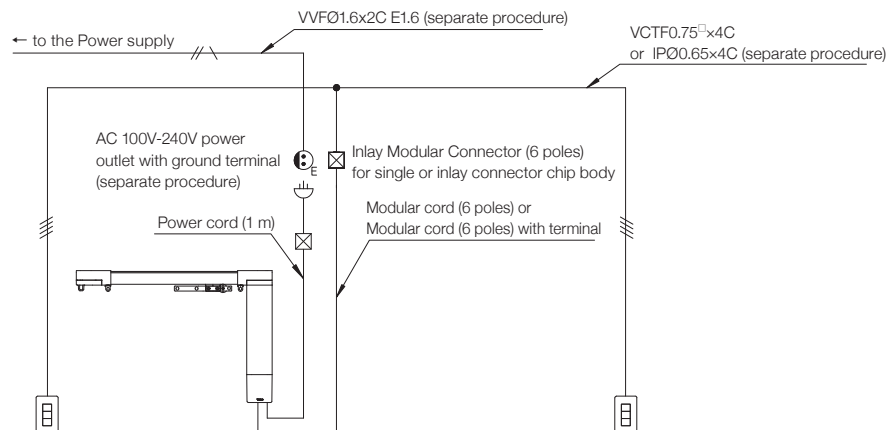 VVFØ1.6x2C E1.6 (separate procedure)
← to the Power supply
VCTF0.75□×4C
or IPØ0.65×4C (separate procedure)
AC 100V-240V power
outlet with ground terminal
(separate procedure)
E
Inlay Modular Connector (6 poles)
for single or inlay connector chip body
Modular cord (6 poles) or
Modular cord (6 poles) with terminal
Power cord (1 m)